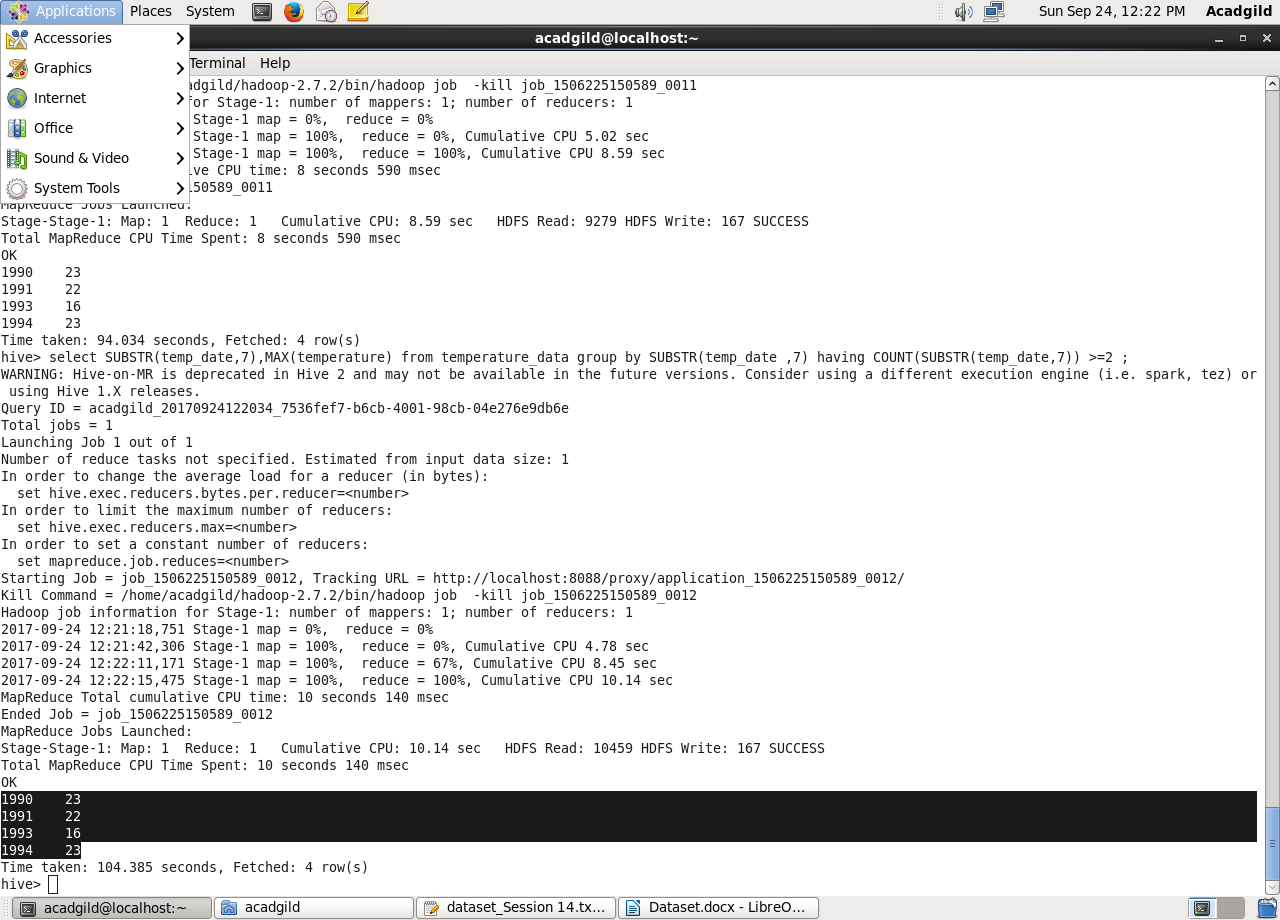 Applications Places System Sun Sep 24, 12:22 PM Acadgild
acadgild@localhost:~
Terminal Help
Accessories
Graphics
Internet
Office
Sound & Video
System Tools
adgild/hadoop-2.7.2/bin/hadoop job  -kill job_1506225150589_0011
for Stage-1: number of mappers: 1; number of reducers: 1
Stage-1 map = 0%,  reduce = 0%
Stage-1 map = 100%,  reduce = 0%, Cumulative CPU 5.02 sec
Stage-1 map = 100%,  reduce = 100%, Cumulative CPU 8.59 sec
ive CPU time: 8 seconds 590 msec
150589_0011
MapReduce Jobs Launched:
Stage-Stage-1: Map: 1  Reduce: 1   Cumulative CPU: 8.59 sec   HDFS Read: 9279 HDFS Write: 167 SUCCESS
Total MapReduce CPU Time Spent: 8 seconds 590 msec
OK
1990    23
1991    22
1993    16
1994    23
Time taken: 94.034 seconds, Fetched: 4 row(s)
hive> select SUBSTR(temp_date,7),MAX(temperature) from temperature_data group by SUBSTR(temp_date ,7) having COUNT(SUBSTR(temp_date,7)) >=2 ;
WARNING: Hive-on-MR is deprecated in Hive 2 and may not be available in the future versions. Consider using a different execution engine (i.e. spark, tez) or
 using Hive 1.X releases.
Query ID = acadgild_20170924122034_7536fef7-b6cb-4001-98cb-04e276e9db6e
Total jobs = 1
Launching Job 1 out of 1
Number of reduce tasks not specified. Estimated from input data size: 1
In order to change the average load for a reducer (in bytes):
  set hive.exec.reducers.bytes.per.reducer=<number>
In order to limit the maximum number of reducers:
  set hive.exec.reducers.max=<number>
In order to set a constant number of reducers:
  set mapreduce.job.reduces=<number>
Starting Job = job_1506225150589_0012, Tracking URL = http://localhost:8088/proxy/application_1506225150589_0012/
Kill Command = /home/acadgild/hadoop-2.7.2/bin/hadoop job  -kill job_1506225150589_0012
Hadoop job information for Stage-1: number of mappers: 1; number of reducers: 1
2017-09-24 12:21:18,751 Stage-1 map = 0%,  reduce = 0%
2017-09-24 12:21:42,306 Stage-1 map = 100%,  reduce = 0%, Cumulative CPU 4.78 sec
2017-09-24 12:22:11,171 Stage-1 map = 100%,  reduce = 67%, Cumulative CPU 8.45 sec
2017-09-24 12:22:15,475 Stage-1 map = 100%,  reduce = 100%, Cumulative CPU 10.14 sec
MapReduce Total cumulative CPU time: 10 seconds 140 msec
Ended Job = job_1506225150589_0012
MapReduce Jobs Launched:
Stage-Stage-1: Map: 1  Reduce: 1   Cumulative CPU: 10.14 sec   HDFS Read: 10459 HDFS Write: 167 SUCCESS
Total MapReduce CPU Time Spent: 10 seconds 140 msec
OK
1990    23
1991    22
1993    16
1994    23
Time taken: 104.385 seconds, Fetched: 4 row(s)
hive>
acadgild@localhost:~ acadgild dataset_Session 14.tx... Dataset.docx - LibreO...